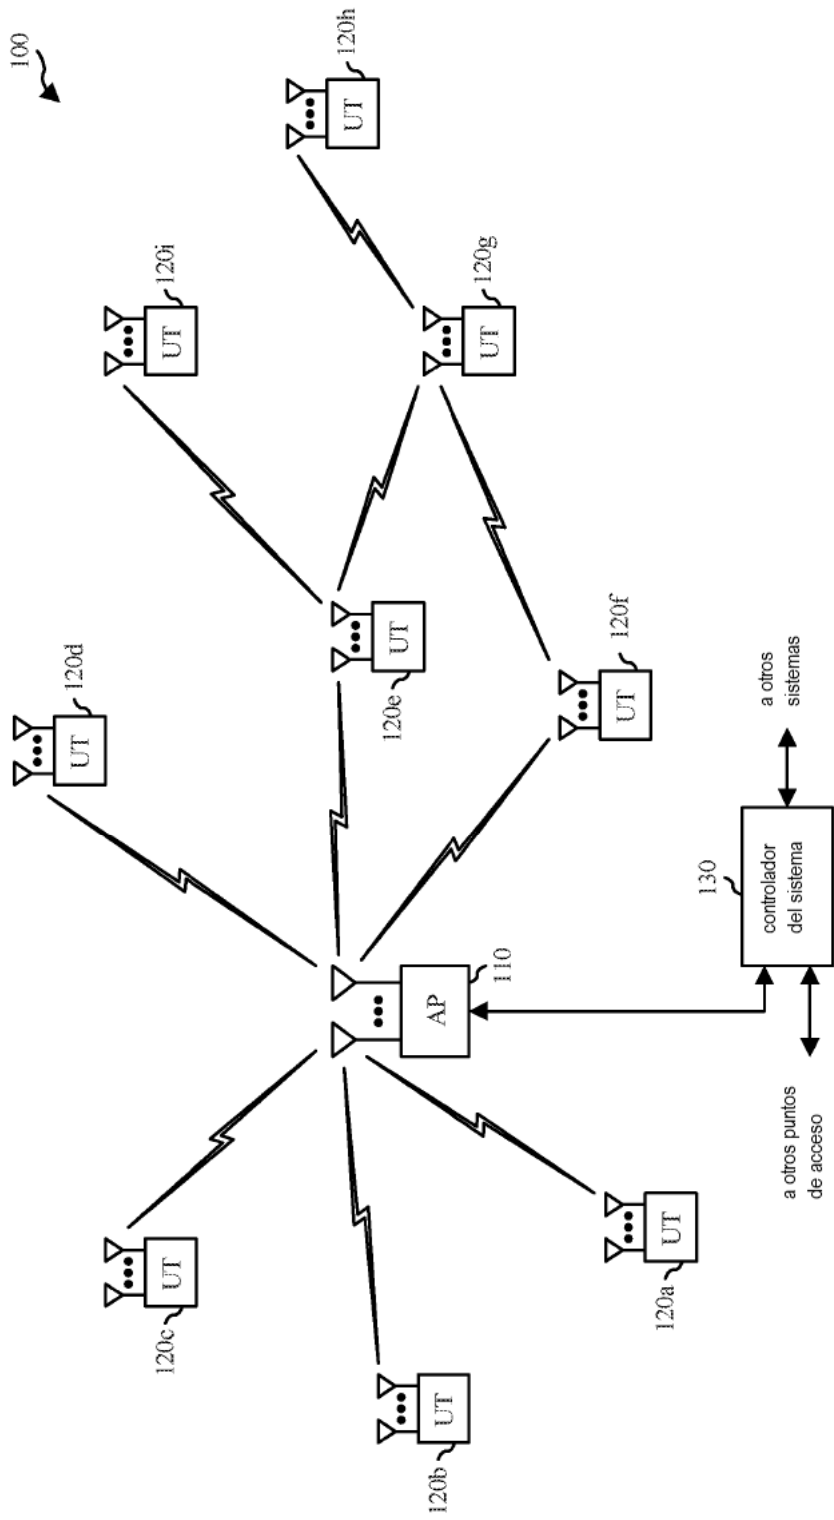 100
UT
120d
UT
120i
UT
120h
UT
120c
UT
120e
UT
120g
UT
120b
AP
110
UT
120f
UT
120a
130
controlador
del sistema
a otros
sistemas
a otros puntos
de acceso